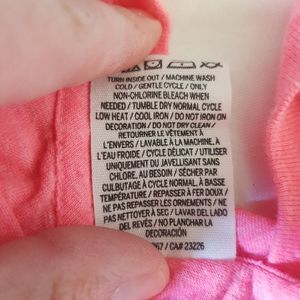 TURN INSIDE OUT / MACHINE WASH
COLD / GENTLE CYCLE / ONLY
NON-CHLORINE BLEACH WHEN
NEEDED / TUMBLE DRY NORMAL CYCLE
LOW HEAT / COOL IRON / DO NOT IRON ON
DECORATION / DO NOT DRY CLEAN /
RETOURNER LE VÊTEMENT À
L'ENVERS / LAVABLE À LA MACHINE, À
L'EAU FROIDE / CYCLE DÉLICAT / UTILISER
UNIQUEMENT DU JAVELLISANT SANS
CHLORE, AU BESOIN / SÉCHER PAR
CULBUTAGE À CYCLE NORMAL, À BASSE
TEMPÉRATURE / REPASSER À FER DOUX /
NE PAS REPASSER LA DÉCORATION / NE
PAS NETTOYER À SEC / LAVAR DEL LADO
DEL REVÉS / NO PLANCHAR LA
DECORACIÓN
67 / CA# 23226